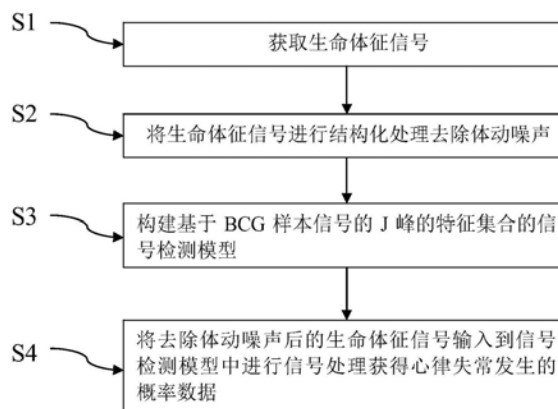 S1
获取生命体征信号
S2
将生命体征信号进行结构化处理去除体动噪声
S3
构建基于 BCG 样本信号的 J 峰的特征集合的信
号检测模型
S4
将去除体动噪声后的生命体征信号输入到信号
检测模型中进行信号处理获得心律失常发生的
概率数据